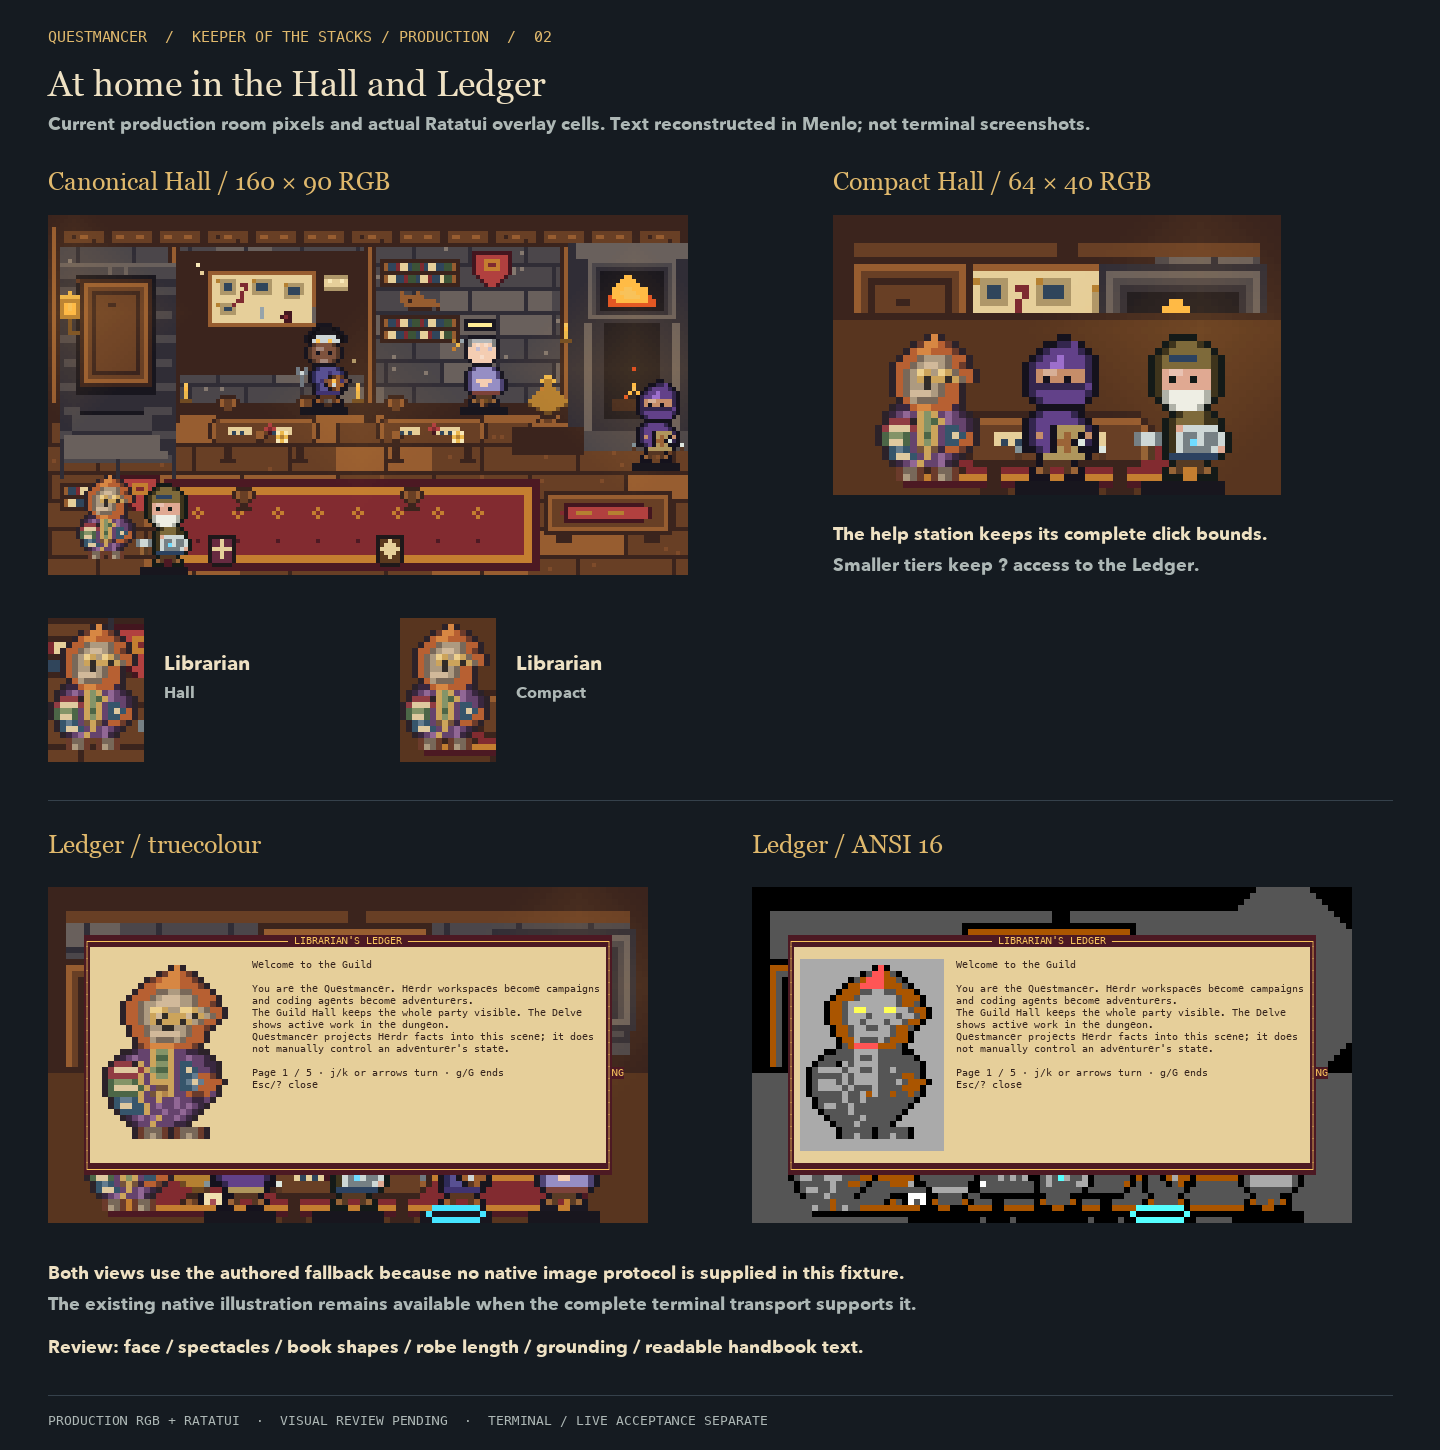 QUESTMANCER / KEEPER OF THE STACKS / PRODUCTION / 02
At home in the Hall and Ledger
Current production room pixels and actual Ratatui overlay cells. Text reconstructed in Menlo; not terminal screenshots.
Canonical Hall / 160 × 90 RGB
Compact Hall / 64 × 40 RGB
The help station keeps its complete click bounds.
Smaller tiers keep ? access to the Ledger.
Librarian
Hall
Librarian
Compact
Ledger / truecolour
Ledger / ANSI 16
LIBRARIAN'S LEDGER
Welcome to the Guild
You are the Questmancer. Herdr workspaces become campaigns
and coding agents become adventurers.
The Guild Hall keeps the whole party visible. The Delve
shows active work in the dungeon.
Questmancer projects Herdr facts into this scene; it does
not manually control an adventurer's state.
Page 1 / 5 · j/k or arrows turn · g/G ends
Esc/? close
NG
LIBRARIAN'S LEDGER
Welcome to the Guild
You are the Questmancer. Herdr workspaces become campaigns
and coding agents become adventurers.
The Guild Hall keeps the whole party visible. The Delve
shows active work in the dungeon.
Questmancer projects Herdr facts into this scene; it does
not manually control an adventurer's state.
Page 1 / 5 · j/k or arrows turn · g/G ends
Esc/? close
NG
Both views use the authored fallback because no native image protocol is supplied in this fixture.
The existing native illustration remains available when the complete terminal transport supports it.
Review: face / spectacles / book shapes / robe length / grounding / readable handbook text.
PRODUCTION RGB + RATATUI · VISUAL REVIEW PENDING · TERMINAL / LIVE ACCEPTANCE SEPARATE